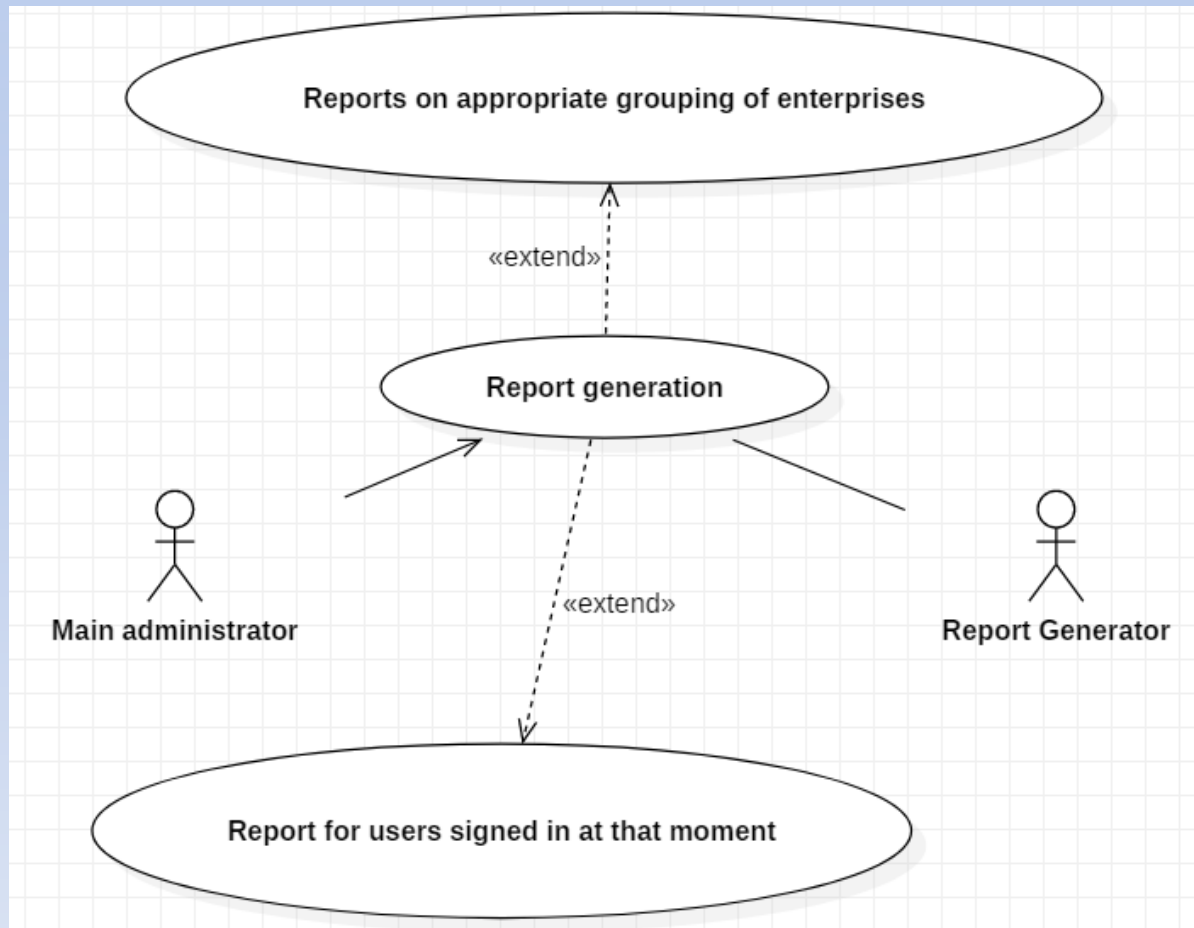 Reports on appropriate grouping of enterprises
«extend»
Report generation
«extend»
Main administrator
Report Generator
Report for users signed in at that moment